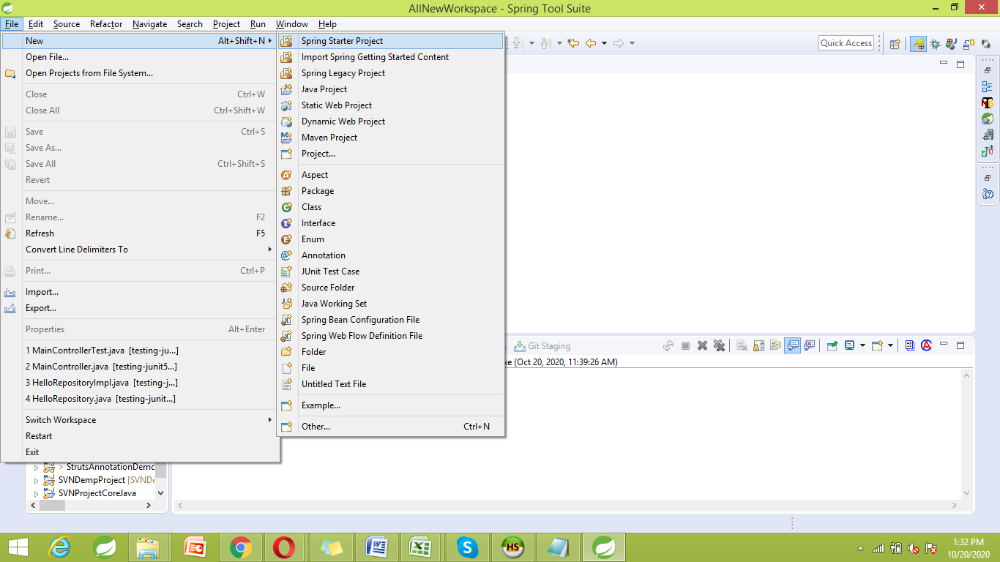 AllNewWorkspace - Spring Tool Suite
File Edit Source Refactor Navigate Search Project Run Window Help
New Alt+Shift+N
Open File...
Open Projects from File System...
Close Ctrl+W
Close All Ctrl+Shift+W
Save Ctrl+S
Save As...
Save All Ctrl+Shift+S
Revert
Move...
Rename... F2
Refresh F5
Convert Line Delimiters To
Print... Ctrl+P
Import...
Export...
Properties Alt+Enter
1 MainControllerTest.java [testing-ju...]
2 MainController.java [testing-junit5...]
3 HelloRepositoryImpl.java [testing-j...]
4 HelloRepository.java [testing-junit...]
Switch Workspace
Restart
Exit
Spring Starter Project
Import Spring Getting Started Content
Spring Legacy Project
Java Project
Static Web Project
Dynamic Web Project
Maven Project
Project...
Aspect
Package
Class
Interface
Enum
Annotation
JUnit Test Case
Source Folder
Java Working Set
Spring Bean Configuration File
Spring Web Flow Definition File
Folder
File
Untitled Text File
Example...
Other... Ctrl+N
Quick Access
Git Staging
xe (Oct 20, 2020, 11:39:26 AM)
> StrutsAnnotationDemo
SVNDempProject [SVNDe
SVNProjectCoreJava
HS
1:32 PM
10/20/2020